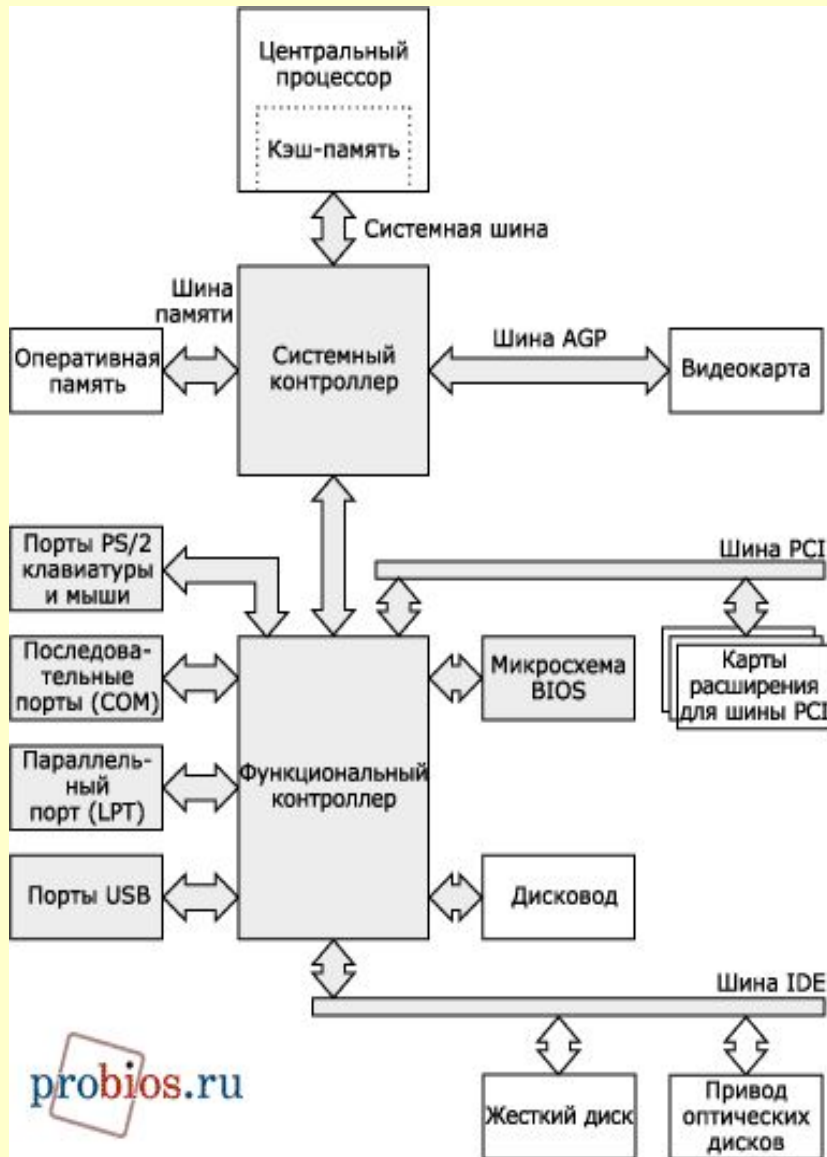 Центральный
процессор
Кэш-память
Системная шина
Шина
памяти
Оперативная
память
Системный
контроллер
Шина AGP
Видеокарта
Порты PS/2
клавиатуры
и мыши
Шина PCI
Последова-
тельные
порты (COM)
Микросхема
BIOS
Карты
расширения
для шины PCI
Параллель-
ный
порт (LPT)
Функциональный
контроллер
Порты USB
Дисковод
Шина IDE
Жесткий диск
Привод
оптических
дисков
probios.ru